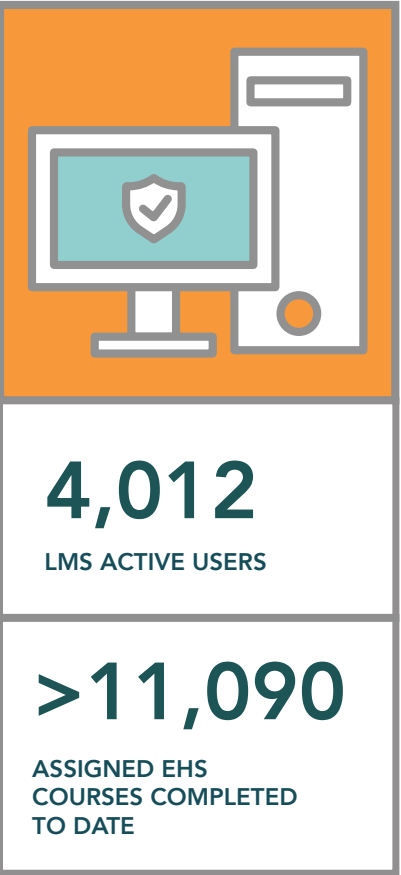 4,012
LMS ACTIVE USERS
>11,090
ASSIGNED EHS
COURSES COMPLETED
TO DATE